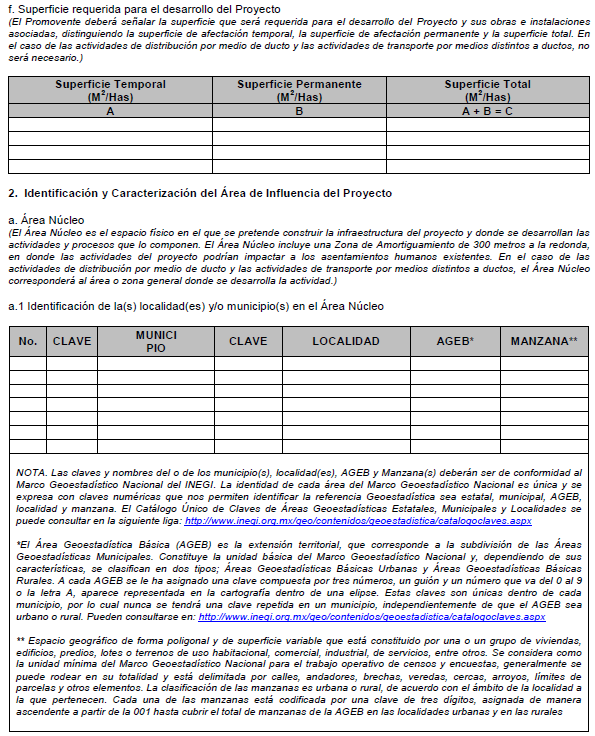 f. Superficie requerida para el desarrollo del Proyecto
(El Promovente deberá señalar la superficie que será requerida para el desarrollo del Proyecto y sus obras e instalaciones
asociadas, distinguiendo la superficie de afectación temporal, la superficie de afectación permanente y la superficie total. En
el caso de las actividades de distribución por medio de ducto y las actividades de transporte por medios distintos a ductos, no
será necesario.)
Superficie Temporal Superficie Permanente Superficie Total
(M²/Has) (M²/Has) (M²/Has)
A B A + B = C
2. Identificación y Caracterización del Área de Influencia del Proyecto
a. Área Núcleo
(El Área Núcleo es el espacio físico en el que se pretende construir la infraestructura del proyecto y donde se desarrollan las
actividades y procesos que lo componen. El Área Núcleo incluye una Zona de Amortiguamiento de 300 metros a la redonda,
en donde las actividades del proyecto podrían impactar a los asentamientos humanos existentes. En el caso de las
actividades de distribución por medio de ducto y las actividades de transporte por medios distintos a ductos, el Área Núcleo
corresponderá al área o zona general donde se desarrolla la actividad.)
a.1 Identificación de la(s) localidad(es) y/o municipio(s) en el Área Núcleo
No. CLAVE MUNICI
PIO CLAVE LOCALIDAD AGEB* MANZANA**
NOTA. Las claves y nombres del o de los municipio(s), localidad(es), AGEB y Manzana(s) deberán ser de conformidad al
Marco Geoestadístico Nacional del INEGI. La identidad de cada área del Marco Geoestadístico Nacional es única y se
expresa con claves numéricas que nos permiten identificar la referencia Geoestadística sea estatal, municipal, AGEB,
localidad y manzana. El Catálogo Único de Claves de Áreas Geoestadísticas Estatales, Municipales y Localidades se
puede consultar en la siguiente liga: http://www.inegi.org.mx/geo/contenidos/geoestadistica/catalogoclaves.aspx
*El Área Geoestadística Básica (AGEB) es la extensión territorial, que corresponde a la subdivisión de las Áreas
Geoestadísticas Municipales. Constituye la unidad básica del Marco Geoestadístico Nacional y, dependiendo de sus
características, se clasifican en dos tipos; Áreas Geoestadísticas Básicas Urbanas y Áreas Geoestadísticas Básicas
Rurales. A cada AGEB se le ha asignado una clave compuesta por tres números, un guión y un número que va del 0 al 9
o la letra A, aparece representada en la cartografía dentro de una elipse. Estas claves son únicas dentro de cada
municipio, por lo cual nunca se tendrá una clave repetida en un municipio, independientemente de que el AGEB sea
urbano o rural. Pueden consultarse en: http://www.inegi.org.mx/geo/contenidos/geoestadistica/catalogoclaves.aspx
** Espacio geográfico de forma poligonal y de superficie variable que está constituido por una o un grupo de viviendas,
edificios, predios, lotes o terrenos de uso habitacional, comercial, industrial, de servicios, entre otros. Se considera como
la unidad mínima del Marco Geoestadístico Nacional para el trabajo operativo de censos y encuestas, generalmente se
puede rodear en su totalidad y está delimitada por calles, andadores, brechas, veredas, cercas, arroyos, límites de
parcelas y otros elementos. La clasificación de las manzanas es urbana o rural, de acuerdo con el ámbito de la localidad a
la que pertenecen. Cada una de las manzanas está codificada por una clave de tres dígitos, asignada de manera
ascendente a partir de la 001 hasta cubrir el total de manzanas de la AGEB en las localidades urbanas y en las rurales